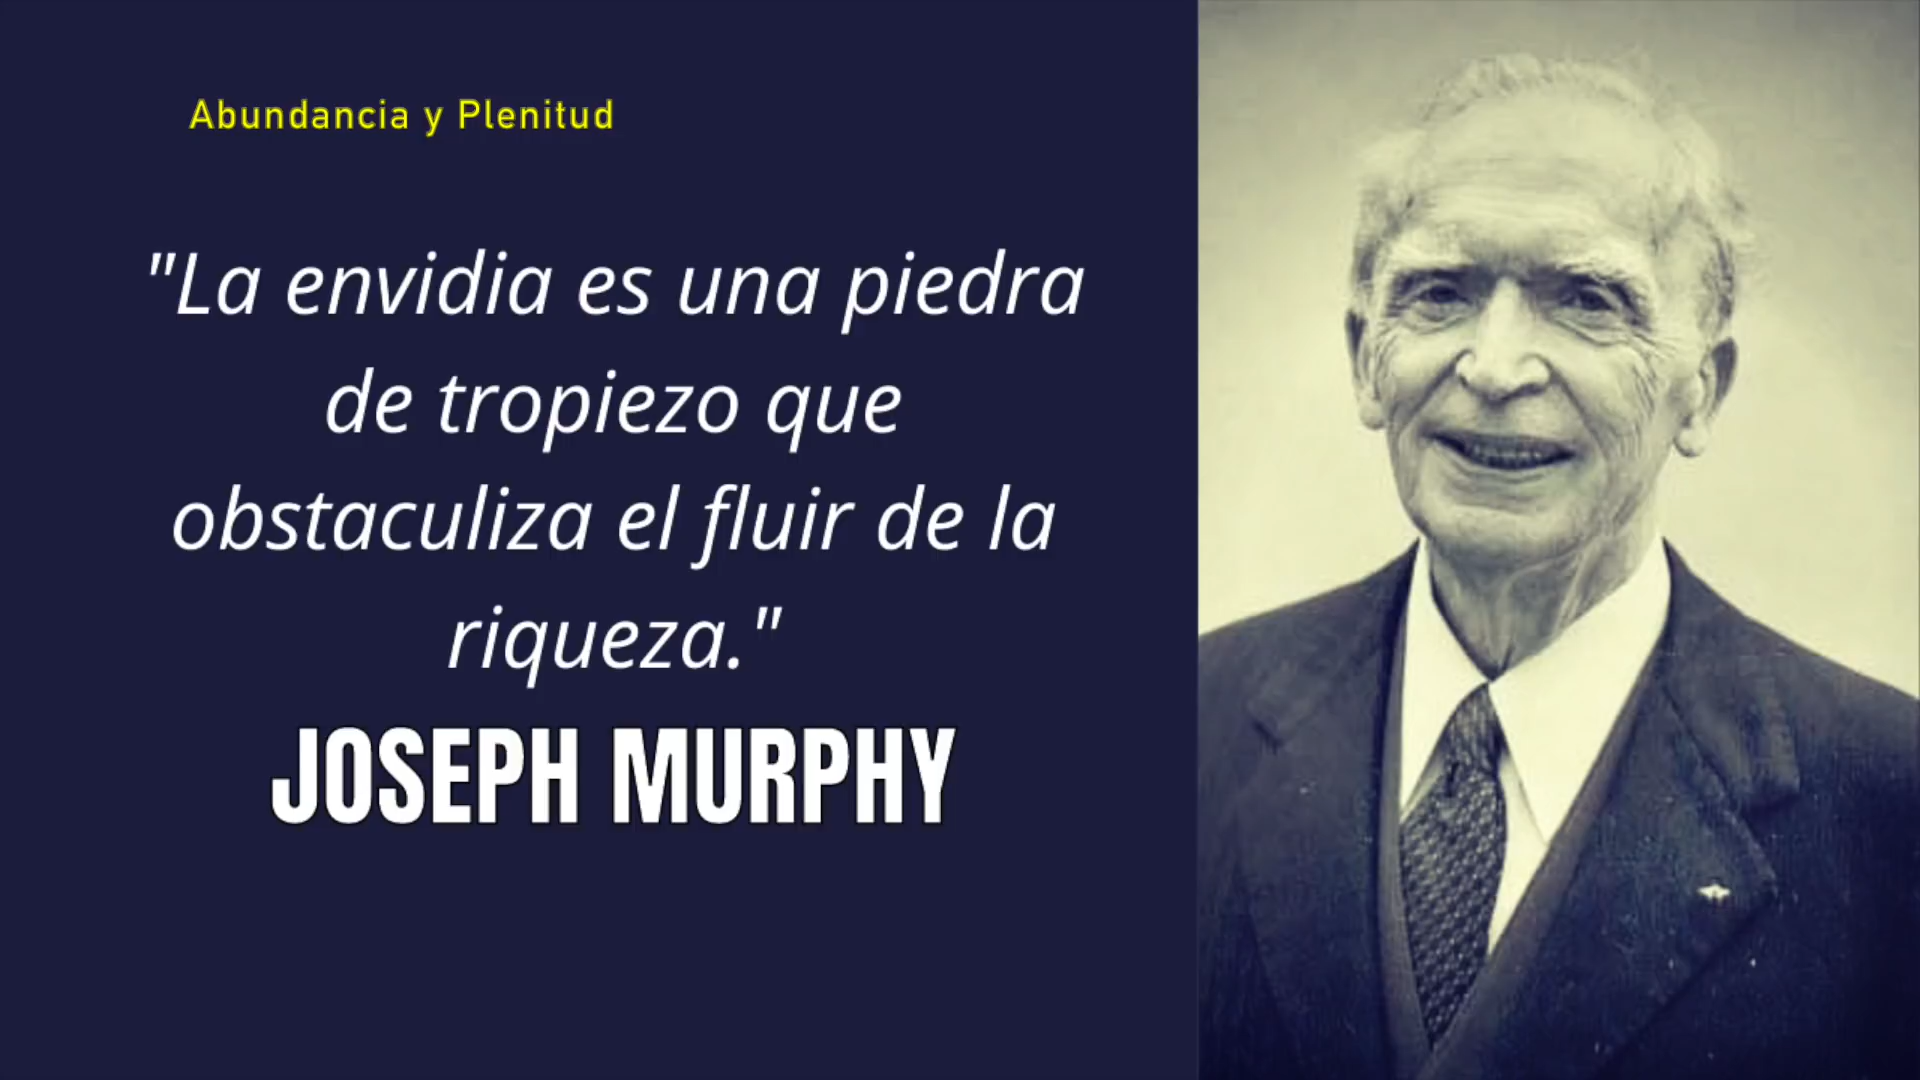 Abundancia y Plenitud
"La envidia es una piedra
de tropiezo que
obstaculiza el fluir de la
riqueza."
JOSEPH MURPHY